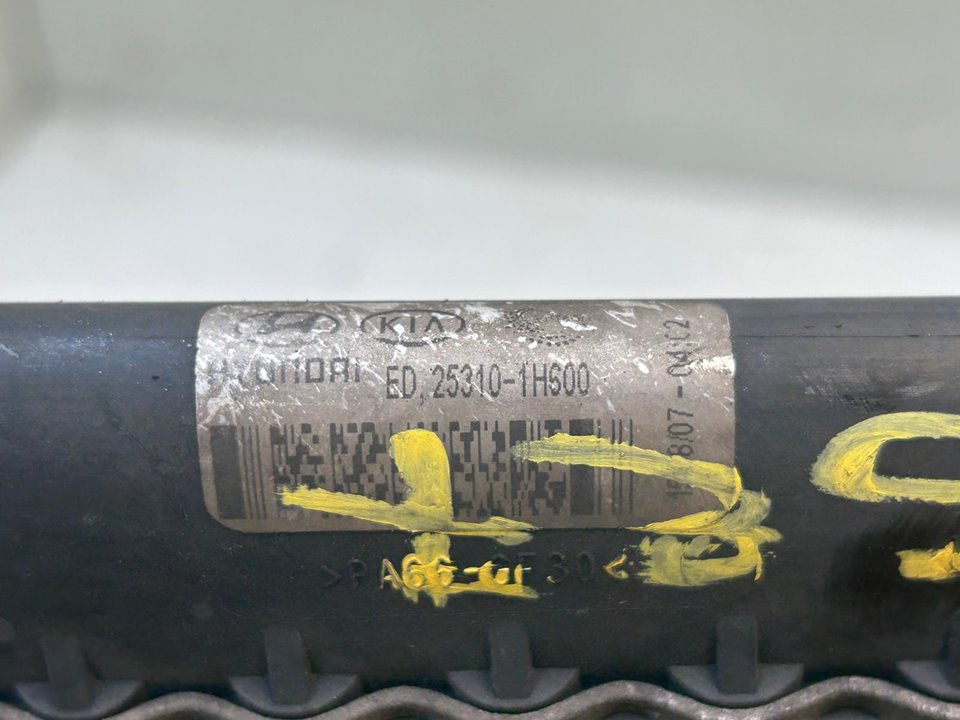 KIA
HYUNDAI
ED, 25310-1H600
>PA66-GF30<